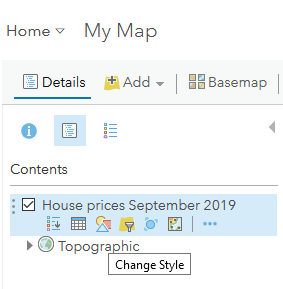 Home My Map
Details Add Basemap
Contents
House prices September 2019
Topographic
Change Style